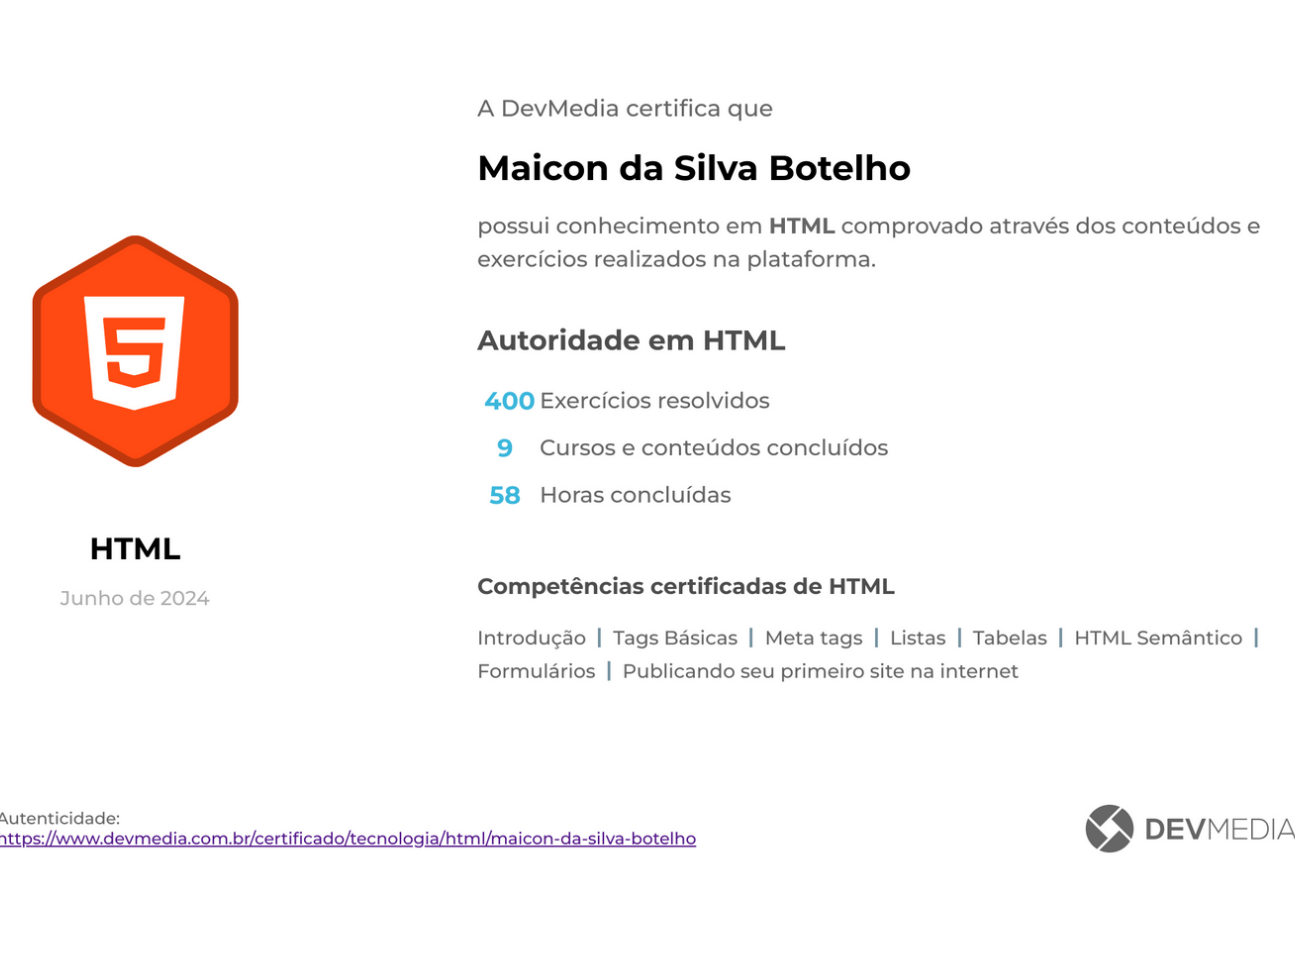 A DevMedia certifica que
Maicon da Silva Botelho
possui conhecimento em HTML comprovado através dos conteúdos e
exercícios realizados na plataforma.
Autoridade em HTML
400 Exercícios resolvidos
9 Cursos e conteúdos concluídos
58 Horas concluídas
HTML
Junho de 2024
Competências certificadas de HTML
Introdução | Tags Básicas | Meta tags | Listas | Tabelas | HTML Semântico |
Formulários | Publicando seu primeiro site na internet
Autenticidade:
https://www.devmedia.com.br/certificado/tecnologia/html/maicon-da-silva-botelho
DEVMEDIA